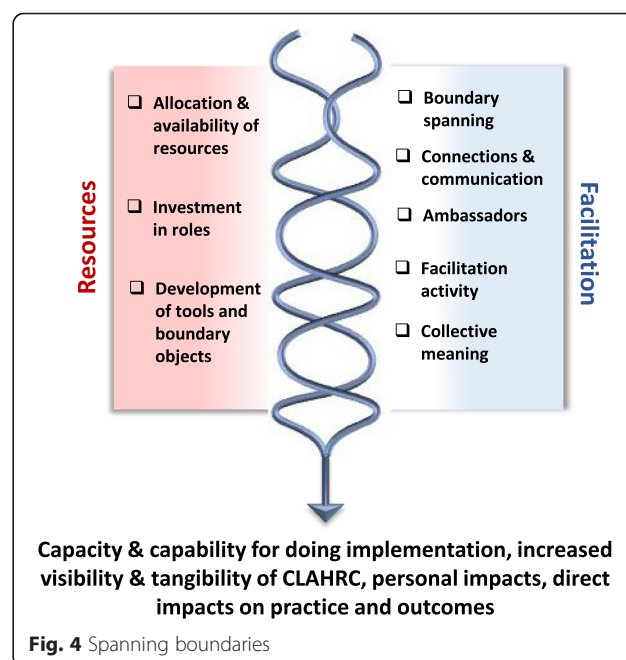 Resources
❑ Allocation &
availability of
resources
❑ Investment
in roles
❑ Development
of tools and
boundary
objects
❑ Boundary
spanning
❑ Connections &
communication
❑ Ambassadors
❑ Facilitation
activity
❑ Collective
meaning
Facilitation
Capacity & capability for doing implementation, increased
visibility & tangibility of CLAHRC, personal impacts, direct
impacts on practice and outcomes
Fig. 4 Spanning boundaries